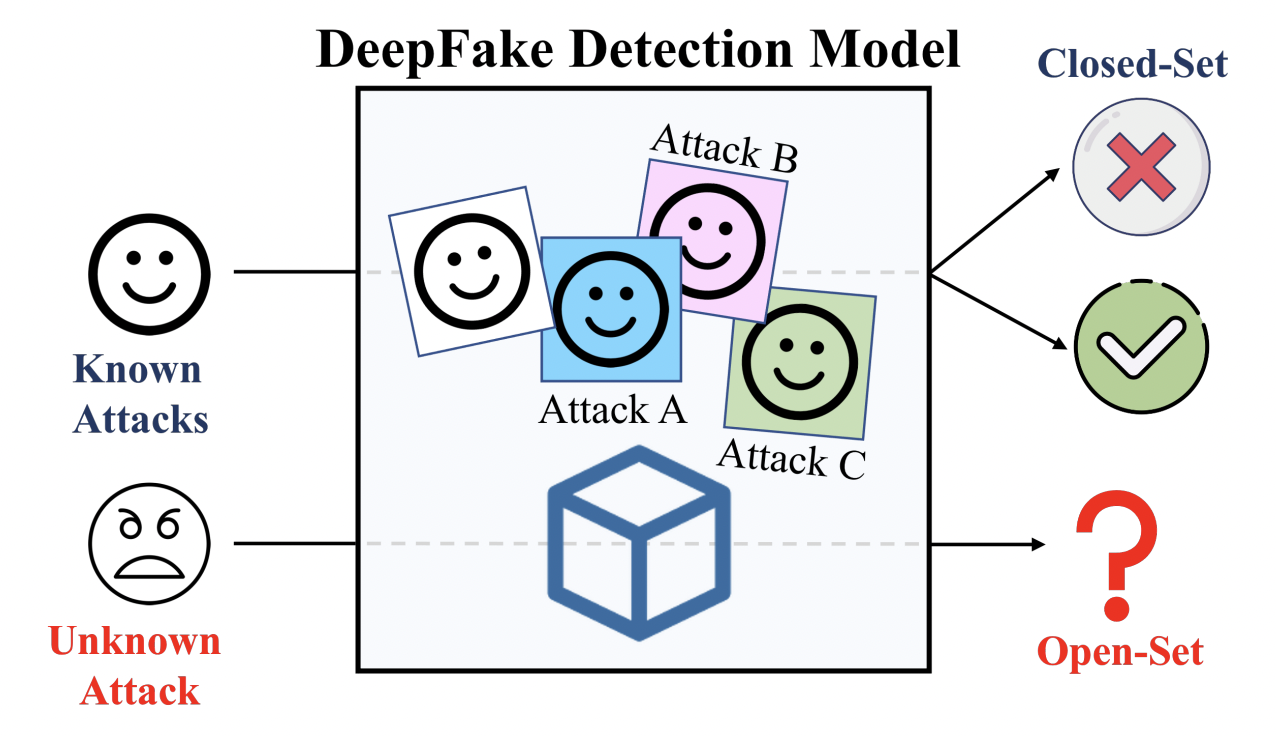 DeepFake Detection Model
Closed-Set
Attack B
Known
Attacks
Attack A
Attack C
Unknown
Attack
Open-Set